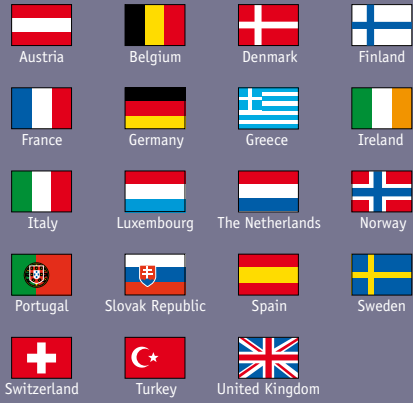 Austria Belgium Denmark Finland
France Germany Greece Ireland
Italy Luxembourg The Netherlands Norway
Portugal Slovak Republic Spain Sweden
Switzerland Turkey United Kingdom